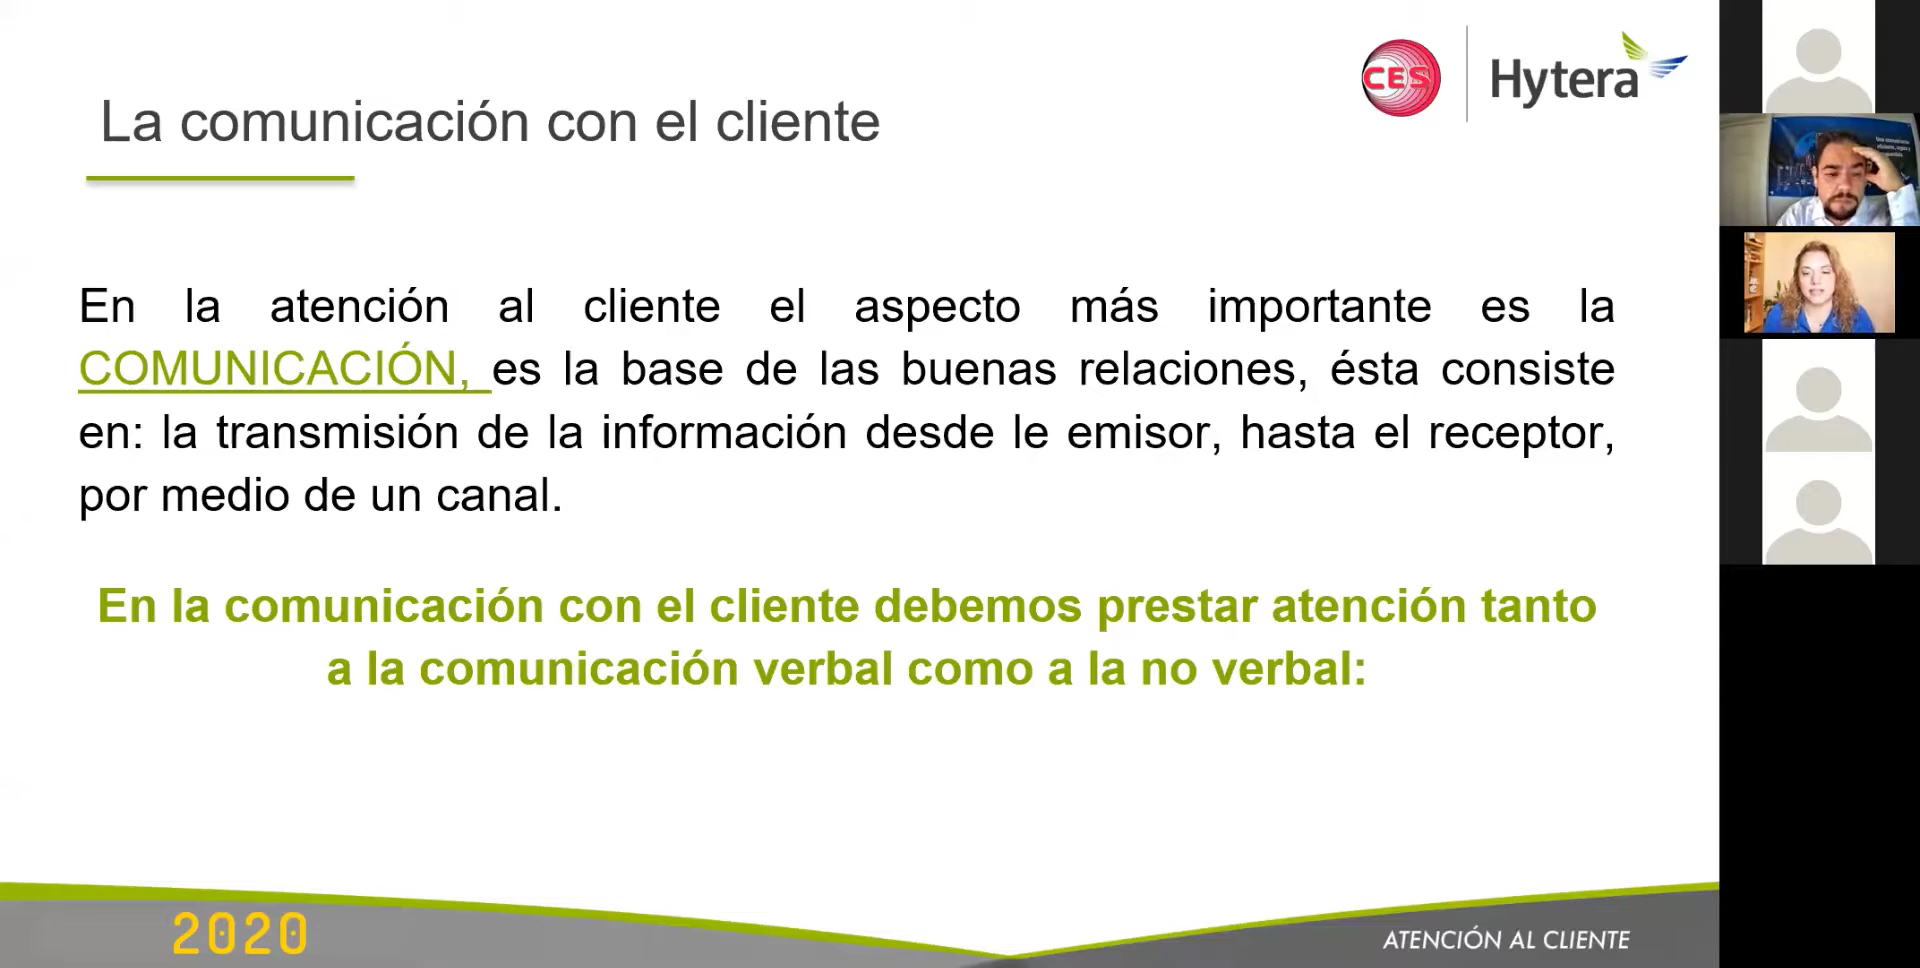 CES
Hytera
La comunicación con el cliente
En la atención al cliente el aspecto más importante es la
COMUNICACIÓN, es la base de las buenas relaciones, ésta consiste
en: la transmisión de la información desde le emisor, hasta el receptor,
por medio de un canal.
En la comunicación con el cliente debemos prestar atención tanto
a la comunicación verbal como a la no verbal:
2020
ATENCIÓN AL CLIENTE